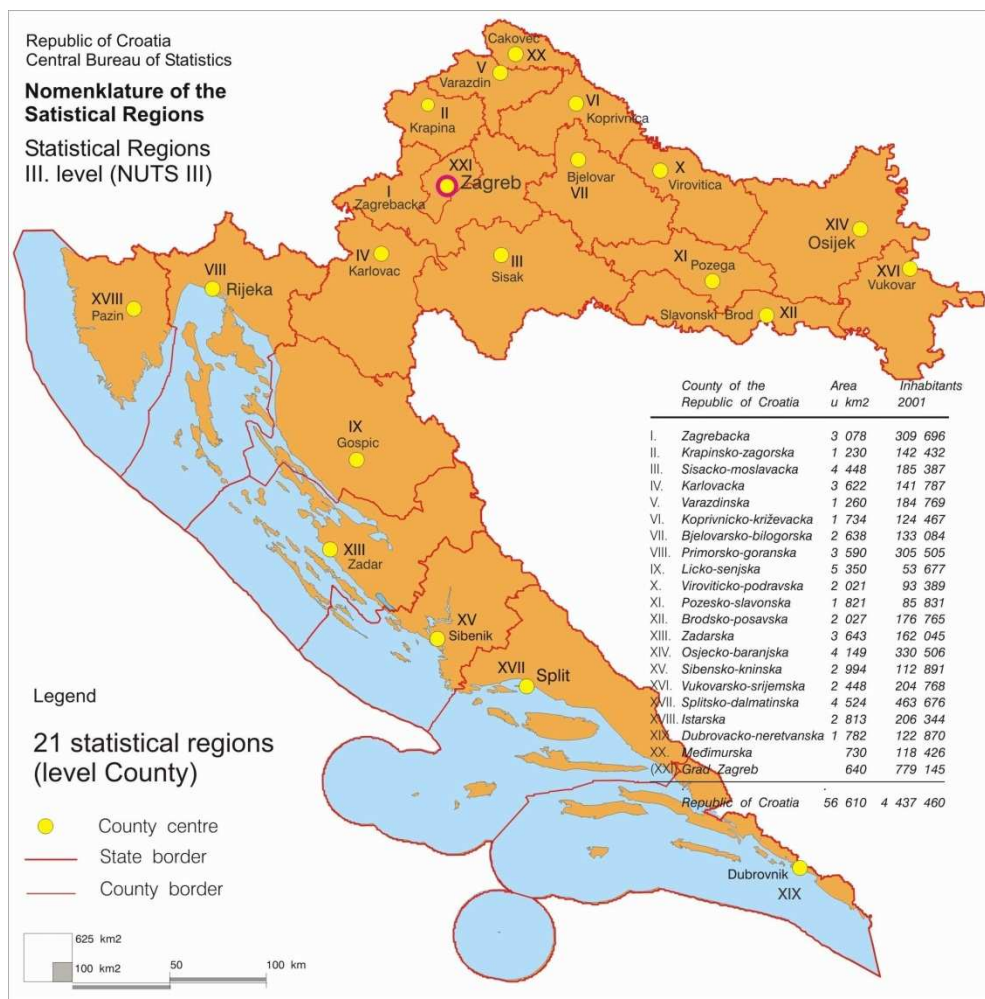 Republic of Croatia
Central Bureau of Statistics
Nomenklature of the
Satistical Regions
Statistical Regions
III. level (NUTS III)
Cakovec
XX
V
Varazdin
II
Krapina
VI
Koprivnica
XXI
Zagreb
I
Zagrebacka
Bjelovar
VII
X
Virovitica
XIV
Osijek
IV
Karlovac
III
Sisak
XI
Pozega
XVI
Vukovar
Slavonski Brod
XII
VIII
Rijeka
XVIII
Pazin
IX
Gospic
XIII
Zadar
XV
Sibenik
XVII
Split
Dubrovnik
XIX
County of the Area Inhabitants
Republic of Croatia u km2 2001
I. Zagrebacka 3 078 309 696
II. Krapinsko-zagorska 1 230 142 432
III. Sisacko-moslavacka 4 448 185 387
IV. Karlovacka 3 622 141 787
V. Varazdinska 1 260 184 769
VI. Koprivnicko-križevacka 1 734 124 467
VII. Bjelovarsko-bilogorska 2 638 133 084
VIII. Primorsko-goranska 3 590 305 505
IX. Licko-senjska 5 350 53 677
X. Viroviticko-podravska 2 021 93 389
XI. Pozesko-slavonska 1 821 85 831
XII. Brodsko-posavska 2 027 176 765
XIII. Zadarska 3 643 162 045
XIV. Osjecko-baranjska 4 149 330 506
XV. Sibensko-kninska 2 994 112 891
XVI. Vukovarsko-srijemska 2 448 204 768
XVII. Splitsko-dalmatinska 4 524 463 676
XVIII. Istarska 2 813 206 344
XIX. Dubrovacko-neretvanska 1 782 122 870
XX. Međimurska 730 118 426
(XXI) Grad Zagreb 640 779 145
Republic of Croatia 56 610 4 437 460
Legend
21 statistical regions
(level County)
County centre
State border
County border
625 km2
100 km2
50
100 km